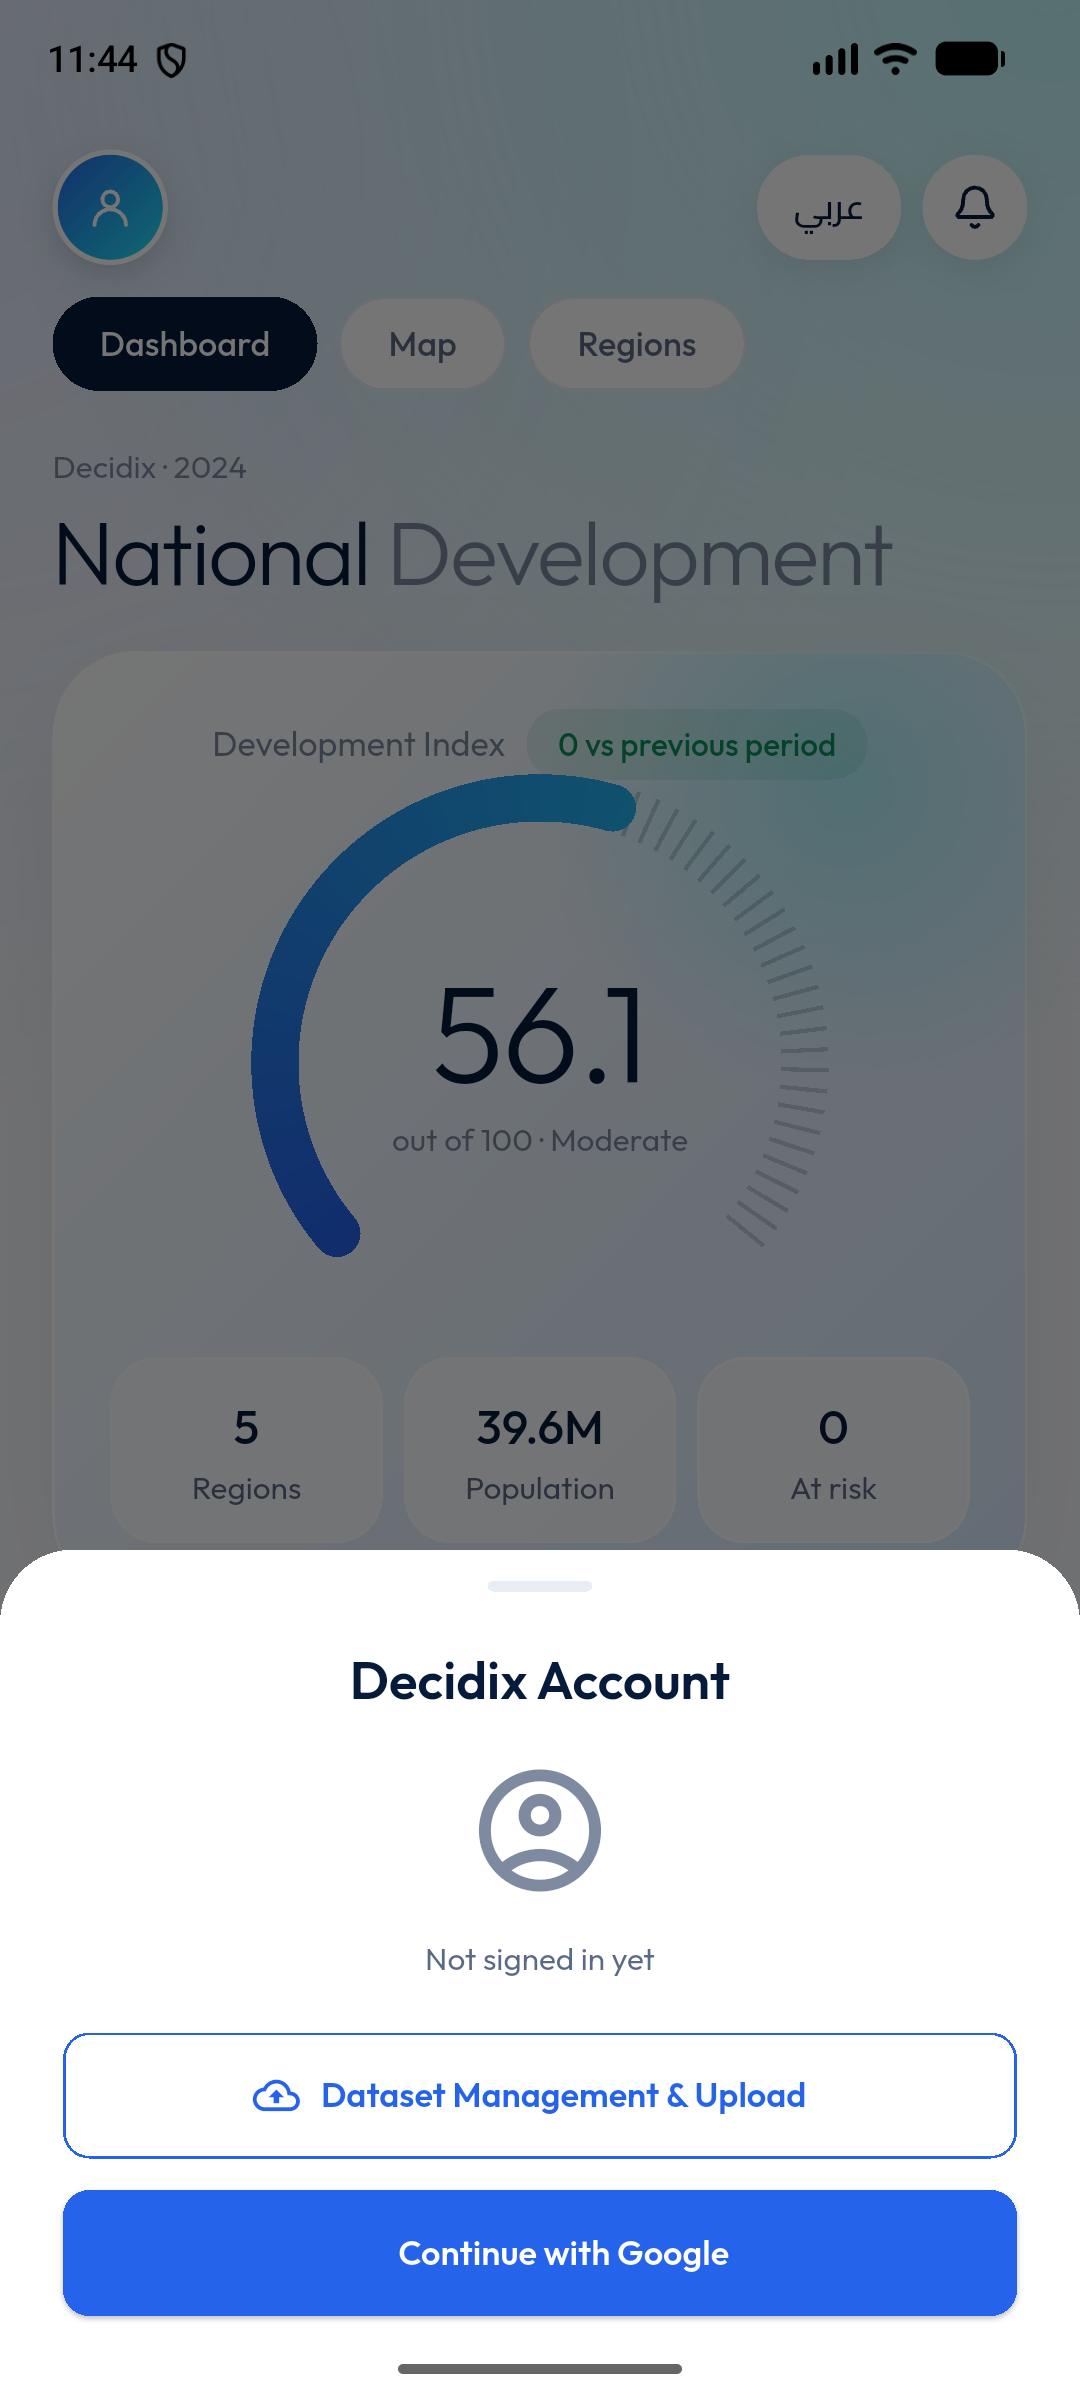 11:44
عربي
Dashboard Map Regions
Decidix · 2024
National Development
Development Index 0 vs previous period
56.1
out of 100 · Moderate
5 39.6M 0
Regions Population At risk
Decidix Account
Not signed in yet
Dataset Management & Upload
Continue with Google